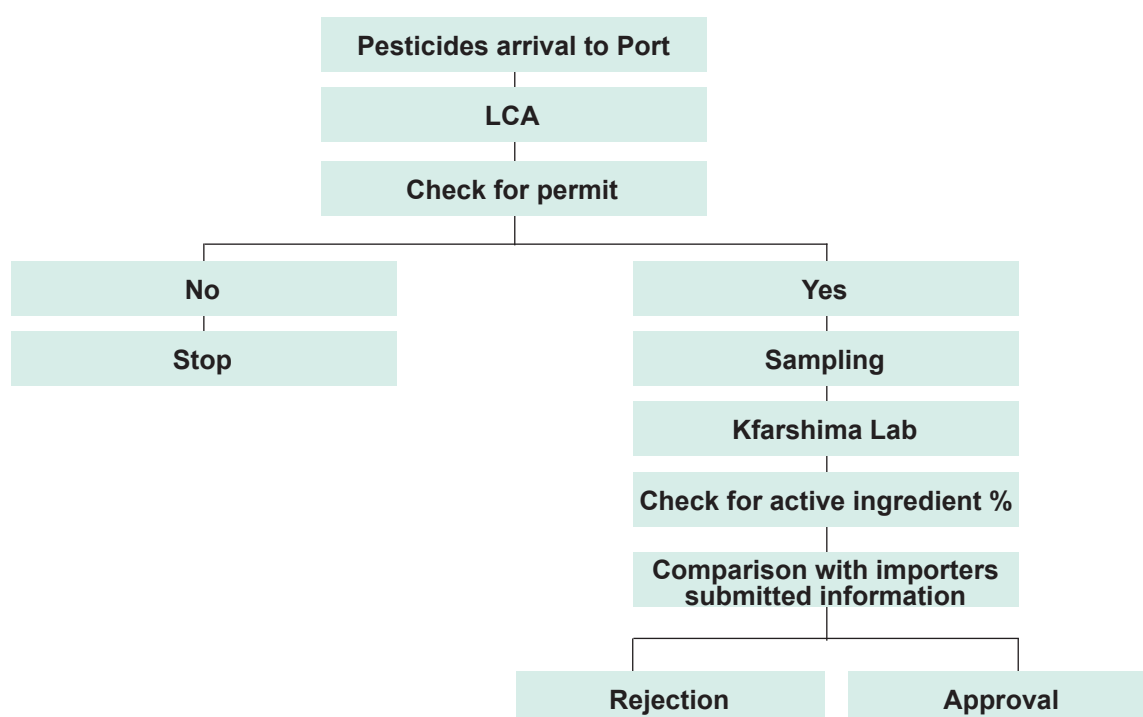 Pesticides arrival to Port
LCA
Check for permit
No
Yes
Stop
Sampling
Kfarshima Lab
Check for active ingredient %
Comparison with importers
submitted information
Rejection
Approval